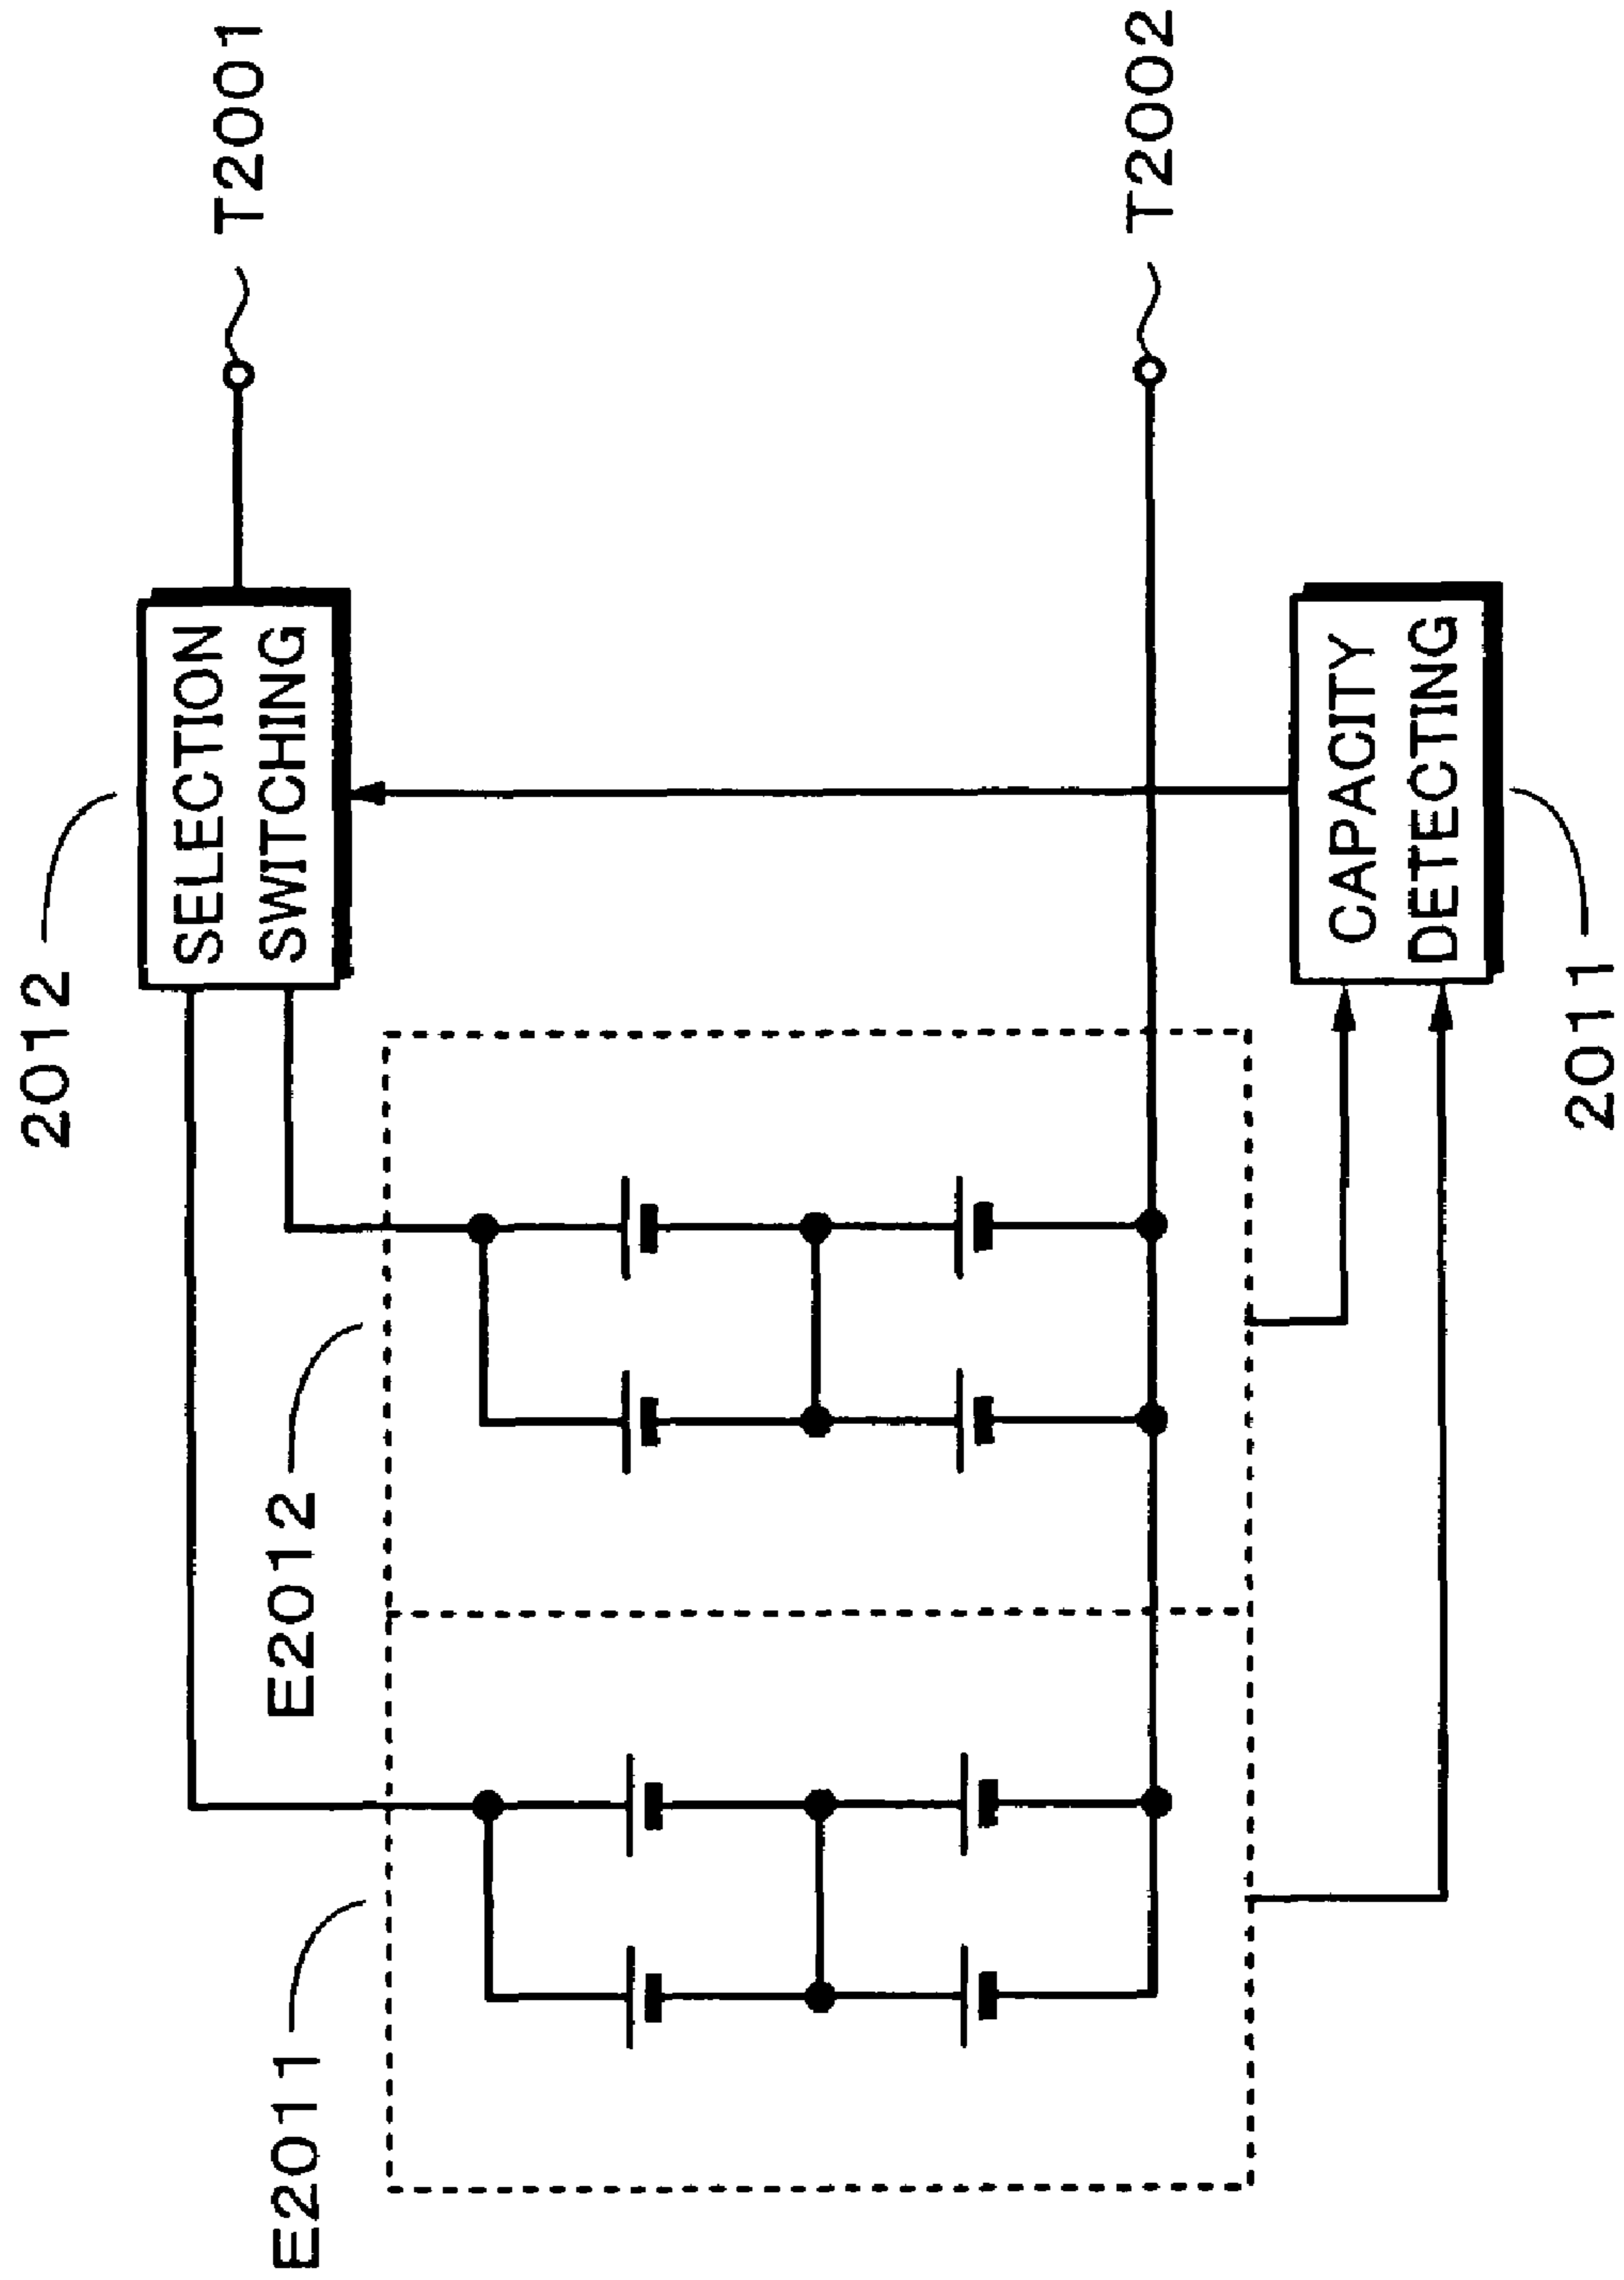 2012
SELECTION
SWITCHING
T2001
E2011
E2012
T2002
CAPACITY
DETECTING
2011